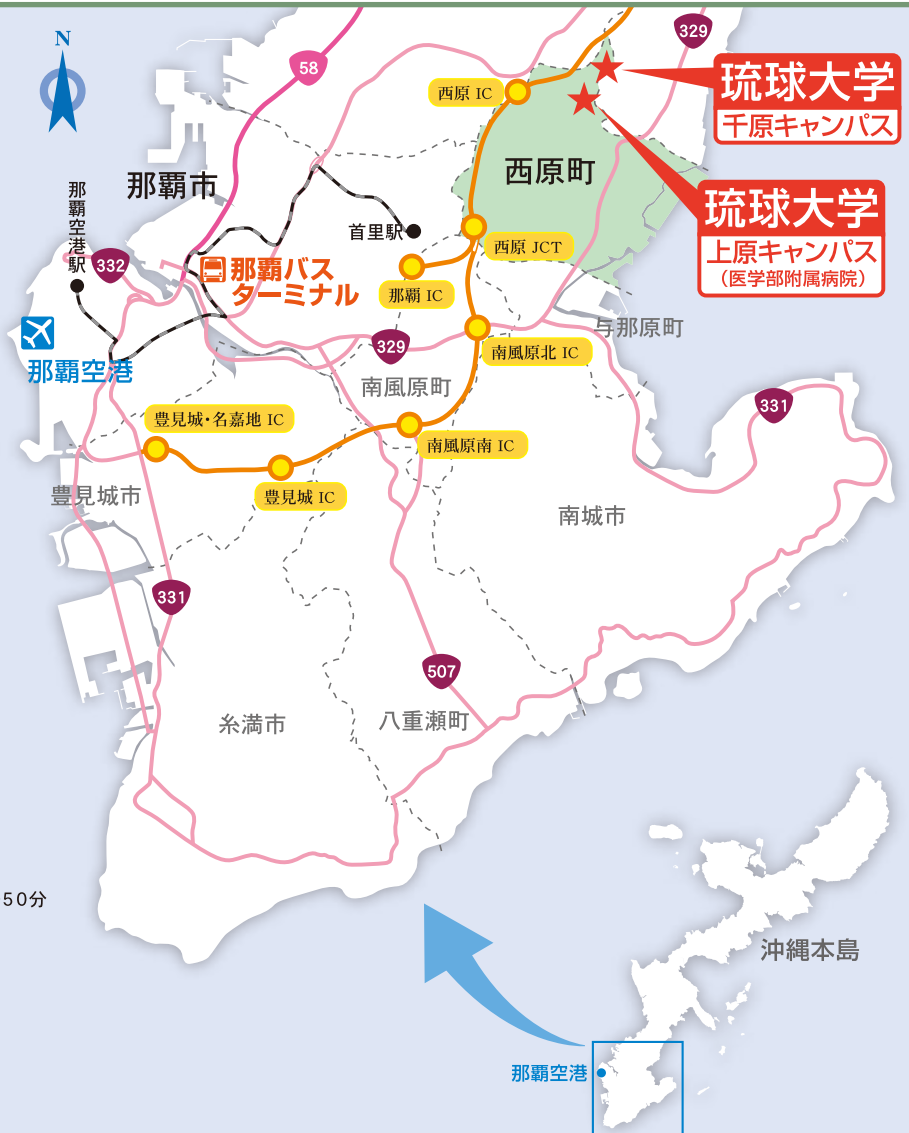 N
58
329
西原 IC
琉球大学
千原キャンパス
那覇市
西原町
琉球大学
上原キャンパス
(医学部附属病院)
那覇空港駅
首里駅
332
那覇バス
ターミナル
西原 JCT
那覇 IC
与那原町
329
南風原北 IC
那覇空港
南風原町
331
豊見城・名嘉地 IC
南風原南 IC
豊見城市
豊見城 IC
南城市
331
507
糸満市
八重瀬町
50分
沖縄本島
那覇空港